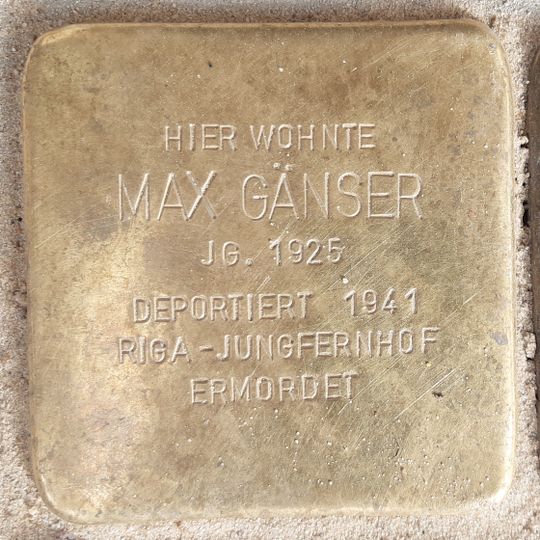 HIER WOHNTE
MAX GÄNSER
JG. 1925
DEPORTIERT 1941
RIGA-JUNGFERNHOF
ERMORDET